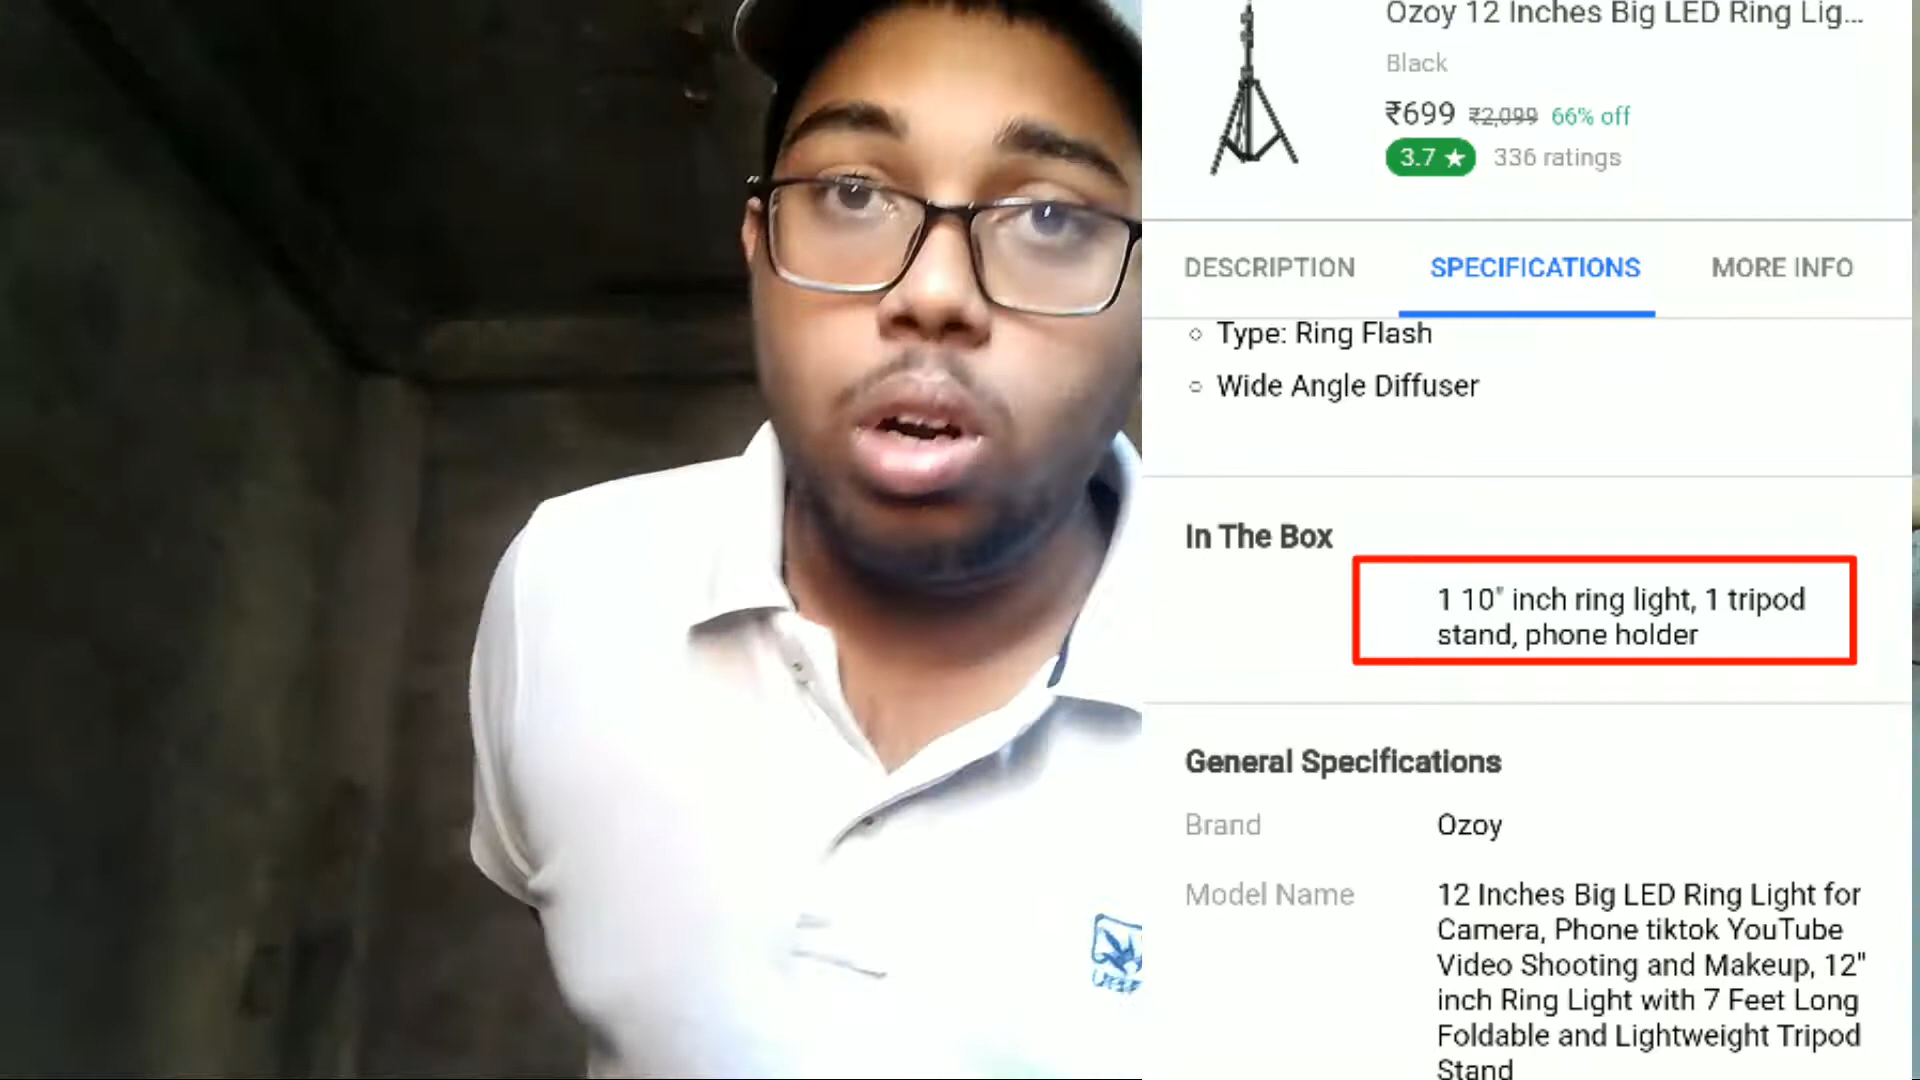 Ozoy 12 Inches Big LED Ring Lig...
Black
₹699 ₹2,099 66% off
3.7 ★ 336 ratings
DESCRIPTION SPECIFICATIONS MORE INFO
Type: Ring Flash
Wide Angle Diffuser
In The Box
1 10" inch ring light, 1 tripod
stand, phone holder
General Specifications
Brand Ozoy
Model Name 12 Inches Big LED Ring Light for
Camera, Phone tiktok YouTube
Video Shooting and Makeup, 12"
inch Ring Light with 7 Feet Long
Foldable and Lightweight Tripod
Stand